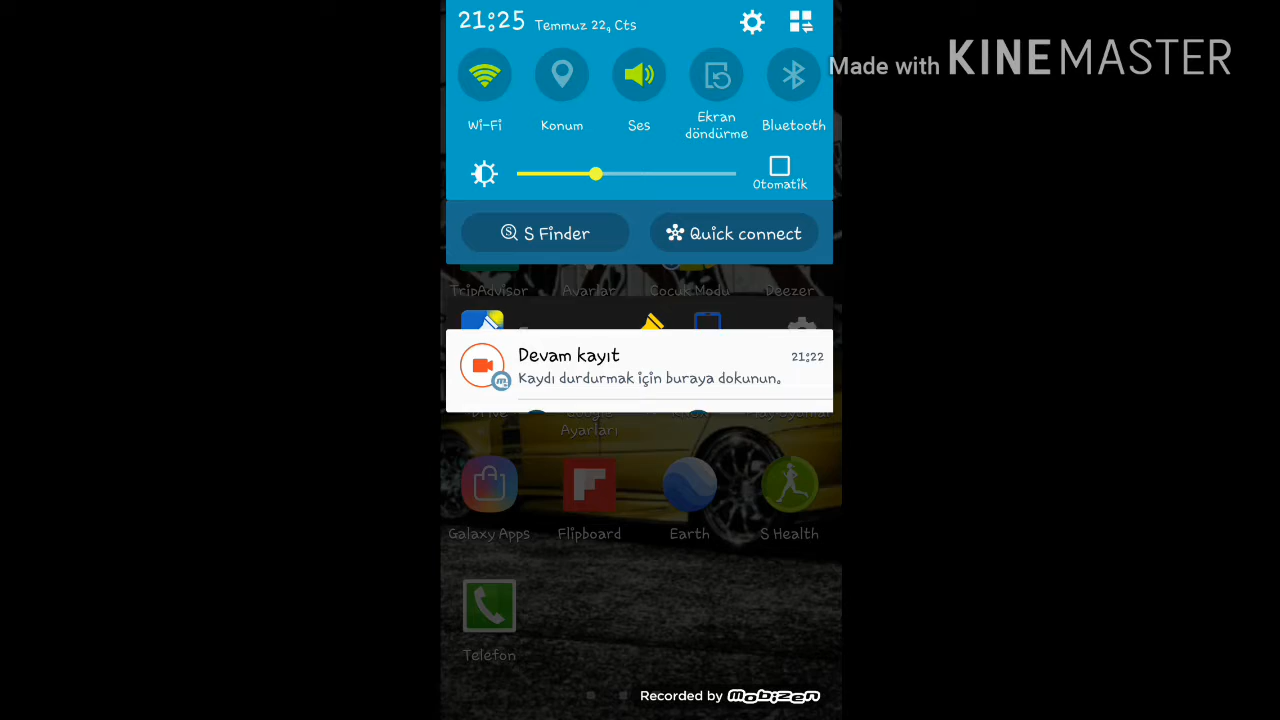 21:25 Temmuz 22, Cts
Made with KINEMASTER
Wi-Fi
Konum
Ses
Ekran
döndürme
Bluetooth
Otomatik
S Finder
Quick connect
TripAdvisor
Ayarlar
Çocuk Modu
Deezer
Devam kayıt
21:22
Kaydı durdurmak için buraya dokunun.
Drive
Google
Ayarları
Galaxy Apps
Flipboard
Earth
S Health
Telefon
Recorded by mobizen